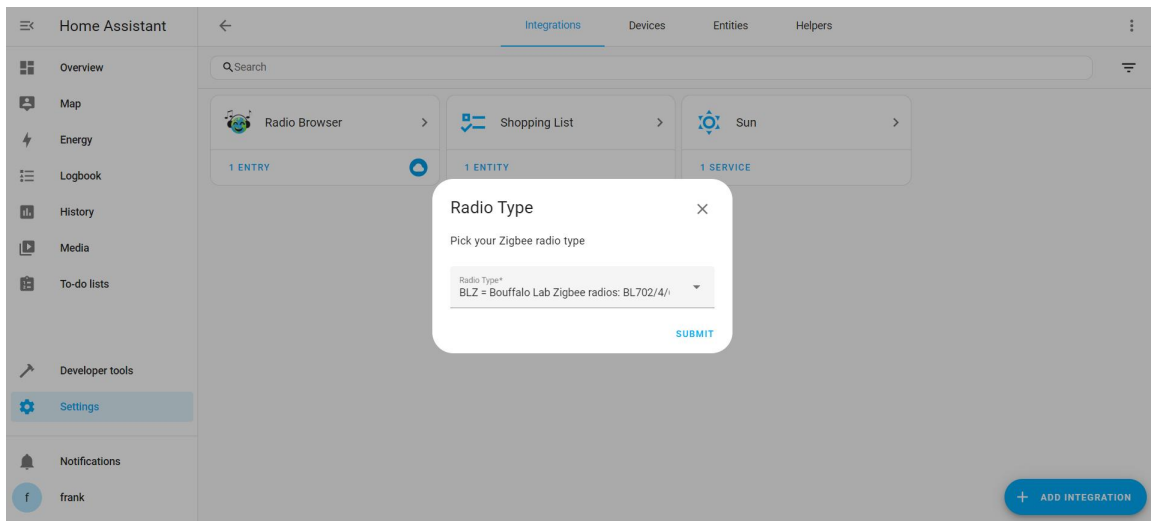 Home Assistant
Integrations
Devices
Entities
Helpers
Overview
Search
Map
Radio Browser
Shopping List
Sun
Energy
1 ENTRY
1 ENTITY
1 SERVICE
Logbook
History
Media
To-do lists
Radio Type
Pick your Zigbee radio type
Radio Type*
BLZ = Bouffalo Lab Zigbee radios: BL702/4/
SUBMIT
Developer tools
Settings
Notifications
f
frank
ADD INTEGRATION